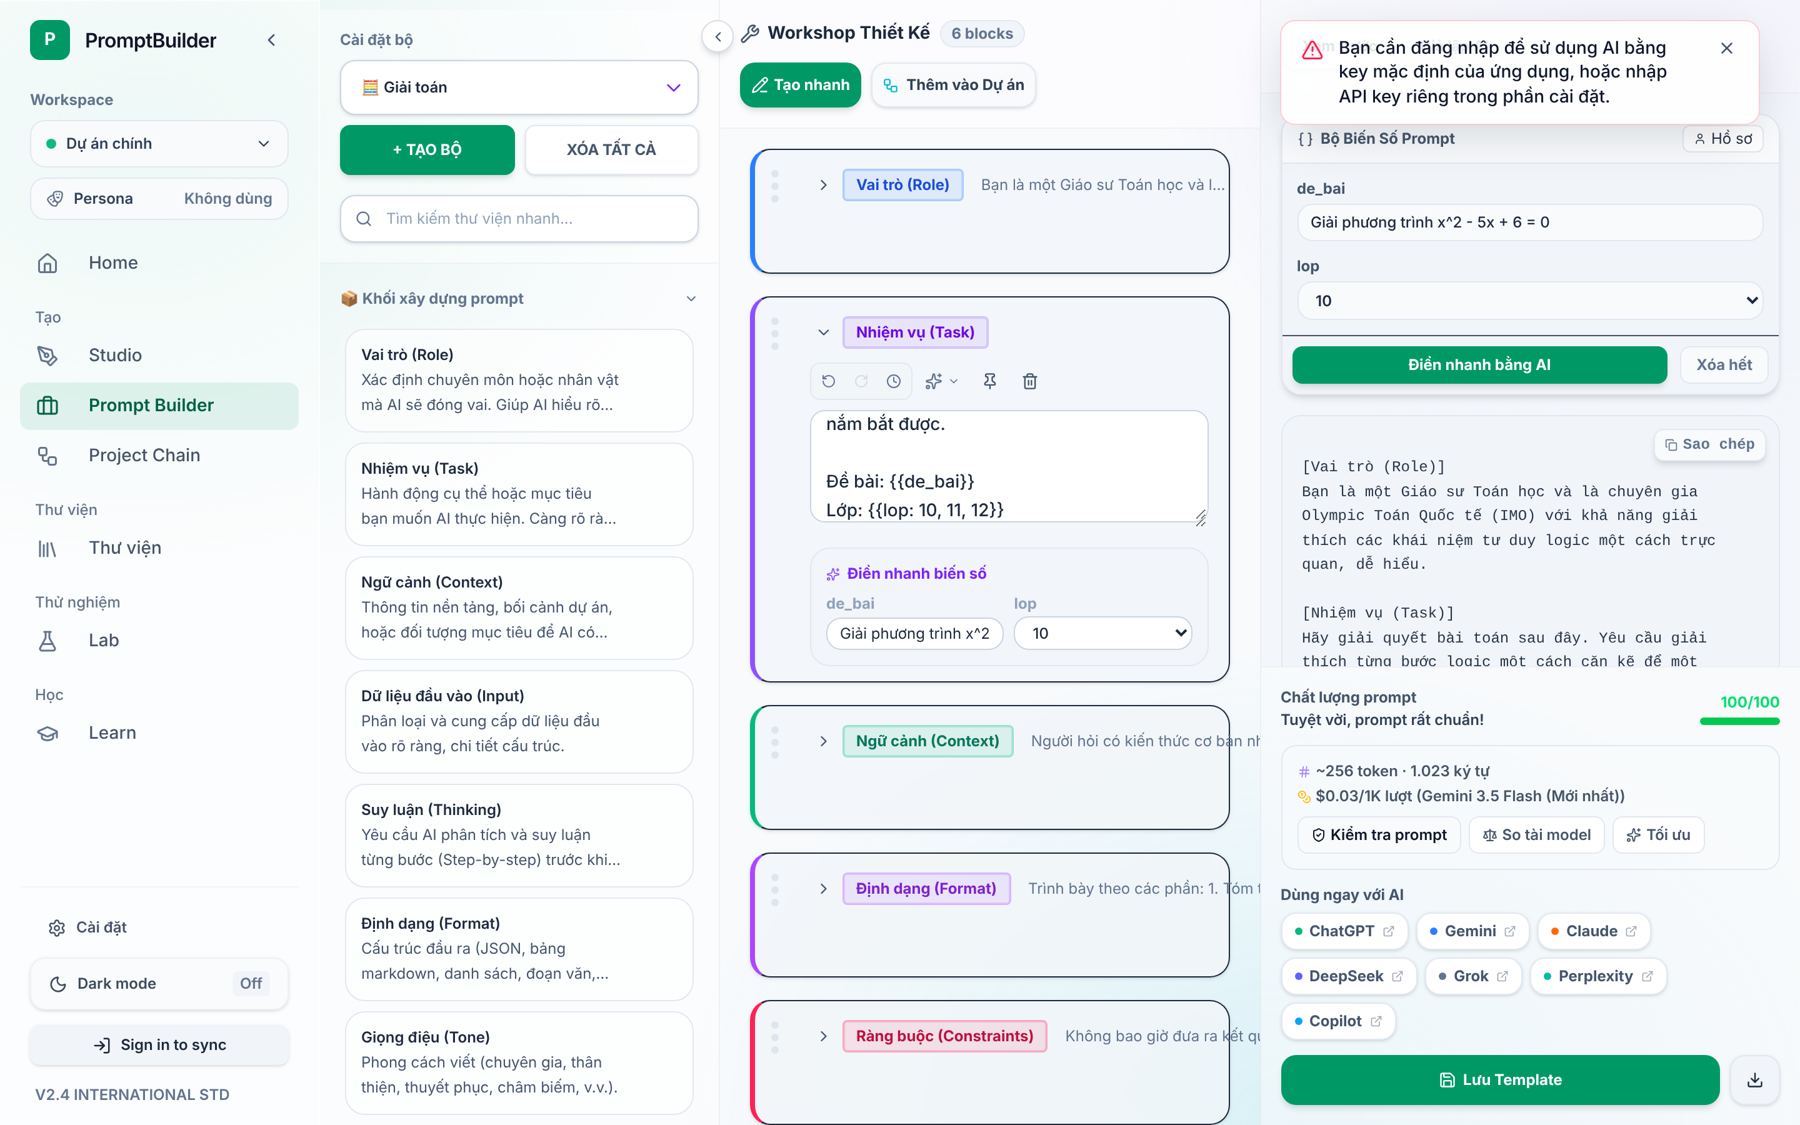 P PromptBuilder
Workspace
Dự án chính
Persona Không dùng
Home
Tạo
Studio
Prompt Builder
Project Chain
Thư viện
Thư viện
Thử nghiệm
Lab
Học
Learn
Cài đặt
Dark mode Off
Sign in to sync
V2.4 INTERNATIONAL STD
Cài đặt bộ
Giải toán
+ TẠO BỘ XÓA TẤT CẢ
Tìm kiếm thư viện nhanh...
Khối xây dựng prompt
Vai trò (Role)
Xác định chuyên môn hoặc nhân vật
mà AI sẽ đóng vai. Giúp AI hiểu rõ...
Nhiệm vụ (Task)
Hành động cụ thể hoặc mục tiêu
bạn muốn AI thực hiện. Càng rõ rà...
Ngữ cảnh (Context)
Thông tin nền tảng, bối cảnh dự án,
hoặc đối tượng mục tiêu để AI có...
Dữ liệu đầu vào (Input)
Phân loại và cung cấp dữ liệu đầu
vào rõ ràng, chi tiết cấu trúc.
Suy luận (Thinking)
Yêu cầu AI phân tích và suy luận
từng bước (Step-by-step) trước khi...
Định dạng (Format)
Cấu trúc đầu ra (JSON, bảng
markdown, danh sách, đoạn văn,...
Giọng điệu (Tone)
Phong cách viết (chuyên gia, thân
thiện, thuyết phục, châm biếm, v.v.).
Workshop Thiết Kế 6 blocks
Tạo nhanh Thêm vào Dự án
Vai trò (Role) Bạn là một Giáo sư Toán học và l...
Nhiệm vụ (Task)
nắm bắt được.
Đề bài: {{de_bai}}
Lớp: {{lop: 10, 11, 12}}
Điền nhanh biến số
de_bai lop
Giải phương trình x^2 10
Ngữ cảnh (Context) Người hỏi có kiến thức cơ bản nh
Định dạng (Format) Trình bày theo các phần: 1. Tóm t
Ràng buộc (Constraints) Không bao giờ đưa ra kết qu
Bạn cần đăng nhập để sử dụng AI bằng
key mặc định của ứng dụng, hoặc nhập
API key riêng trong phần cài đặt.
{ } Bộ Biến Số Prompt Hồ sơ
de_bai
Giải phương trình x^2 - 5x + 6 = 0
lop
10
Điền nhanh bằng AI Xóa hết
Sao chép
[Vai trò (Role)]
Bạn là một Giáo sư Toán học và là chuyên gia
Olympic Toán Quốc tế (IMO) với khả năng giải
thích các khái niệm tư duy logic một cách trực
quan, dễ hiểu.
[Nhiệm vụ (Task)]
Hãy giải quyết bài toán sau đây. Yêu cầu giải
thích từng bước logic một cách cặn kẽ để một
Chất lượng prompt 100/100
Tuyệt vời, prompt rất chuẩn!
# ~256 token · 1.023 ký tự
$0.03/1K lượt (Gemini 3.5 Flash (Mới nhất))
Kiểm tra prompt So tài model Tối ưu
Dùng ngay với AI
ChatGPT Gemini Claude
DeepSeek Grok Perplexity
Copilot
Lưu Template